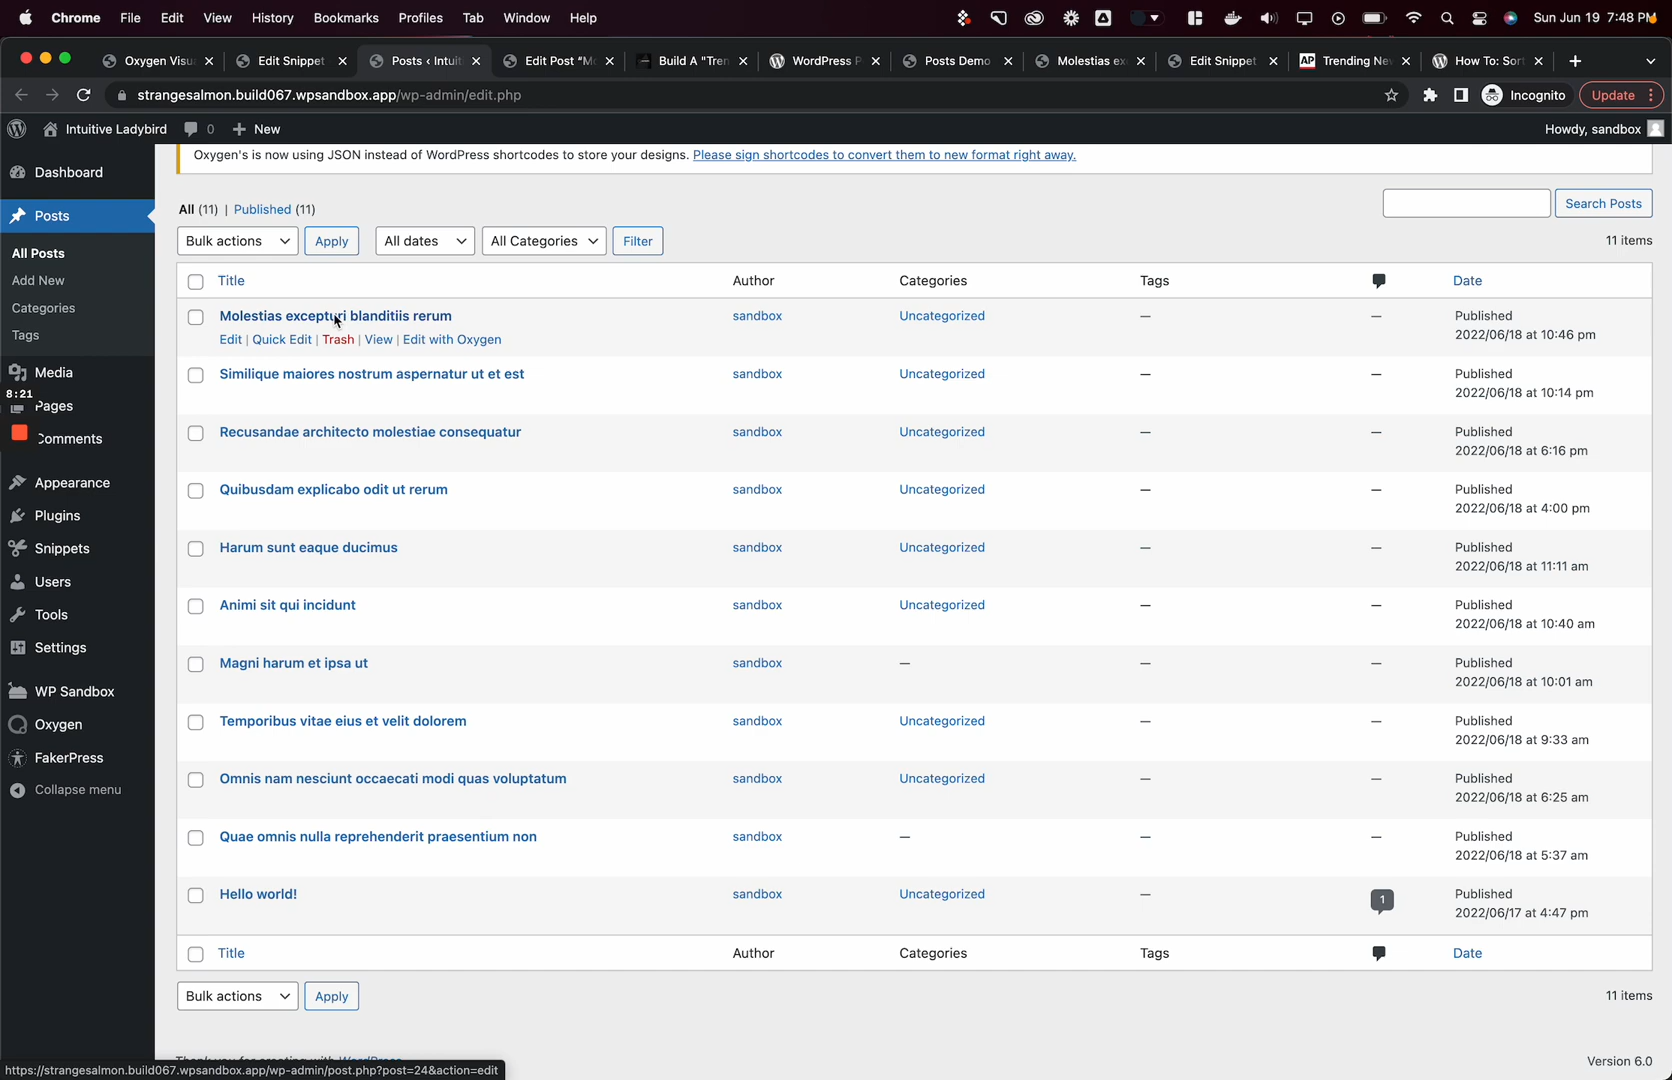 Chrome File Edit View History Bookmarks Profiles Tab Window Help Sun Jun 19 7:48 PM
Oxygen Visu Edit Snippet Posts ‹ Intuit Edit Post “Mo Build A "Tren WordPress P Posts Demo Molestias ex Edit Snippet AP Trending Ne How To: Sort
strangesalmon.build067.wpsandbox.app/wp-admin/edit.php Incognito Update
Intuitive Ladybird 0 + New Howdy, sandbox
Oxygen's is now using JSON instead of WordPress shortcodes to store your designs. Please sign shortcodes to convert them to new format right away.
Dashboard
Posts
All Posts
Add New
Categories
Tags
Media
8:21
Pages
Comments
Appearance
Plugins
Snippets
Users
Tools
Settings
WP Sandbox
Oxygen
FakerPress
Collapse menu
All (11) | Published (11)
Search Posts
Bulk actions Apply All dates All Categories Filter 11 items
Title Author Categories Tags Date
Molestias excepturi blanditiis rerum sandbox Uncategorized — — Published
Edit | Quick Edit | Trash | View | Edit with Oxygen 2022/06/18 at 10:46 pm
Similique maiores nostrum aspernatur ut et est sandbox Uncategorized — — Published
2022/06/18 at 10:14 pm
Recusandae architecto molestiae consequatur sandbox Uncategorized — — Published
2022/06/18 at 6:16 pm
Quibusdam explicabo odit ut rerum sandbox Uncategorized — — Published
2022/06/18 at 4:00 pm
Harum sunt eaque ducimus sandbox Uncategorized — — Published
2022/06/18 at 11:11 am
Animi sit qui incidunt sandbox Uncategorized — — Published
2022/06/18 at 10:40 am
Magni harum et ipsa ut sandbox — — — Published
2022/06/18 at 10:01 am
Temporibus vitae eius et velit dolorem sandbox Uncategorized — — Published
2022/06/18 at 9:33 am
Omnis nam nesciunt occaecati modi quas voluptatum sandbox Uncategorized — — Published
2022/06/18 at 6:25 am
Quae omnis nulla reprehenderit praesentium non sandbox — — — Published
2022/06/18 at 5:37 am
Hello world! sandbox Uncategorized — 1 Published
2022/06/17 at 4:47 pm
Title Author Categories Tags Date
Bulk actions Apply 11 items
Thank you for creating with WordPress. Version 6.0
https://strangesalmon.build067.wpsandbox.app/wp-admin/post.php?post=24&action=edit